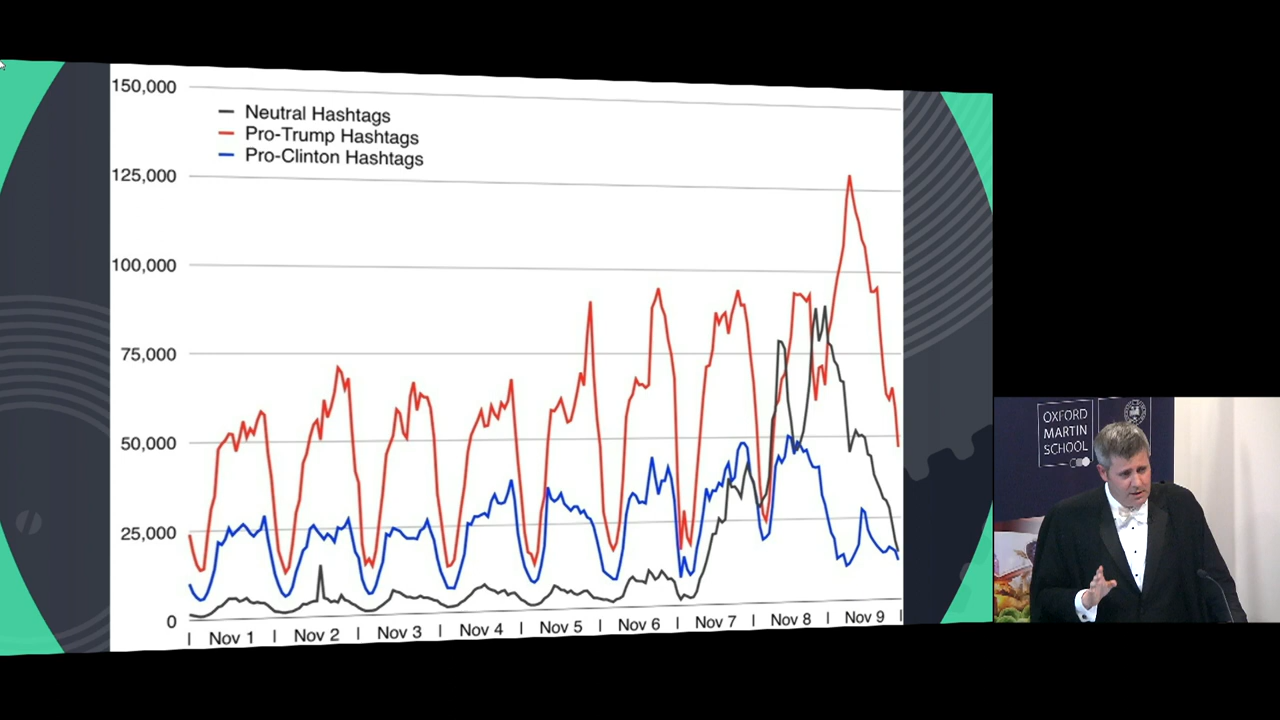 150,000
125,000
100,000
75,000
50,000
25,000
0
Neutral Hashtags
Pro-Trump Hashtags
Pro-Clinton Hashtags
Nov 1
Nov 2
Nov 3
Nov 4
Nov 5
Nov 6
Nov 7
Nov 8
Nov 9
OXFORD
MARTIN
SCHOOL